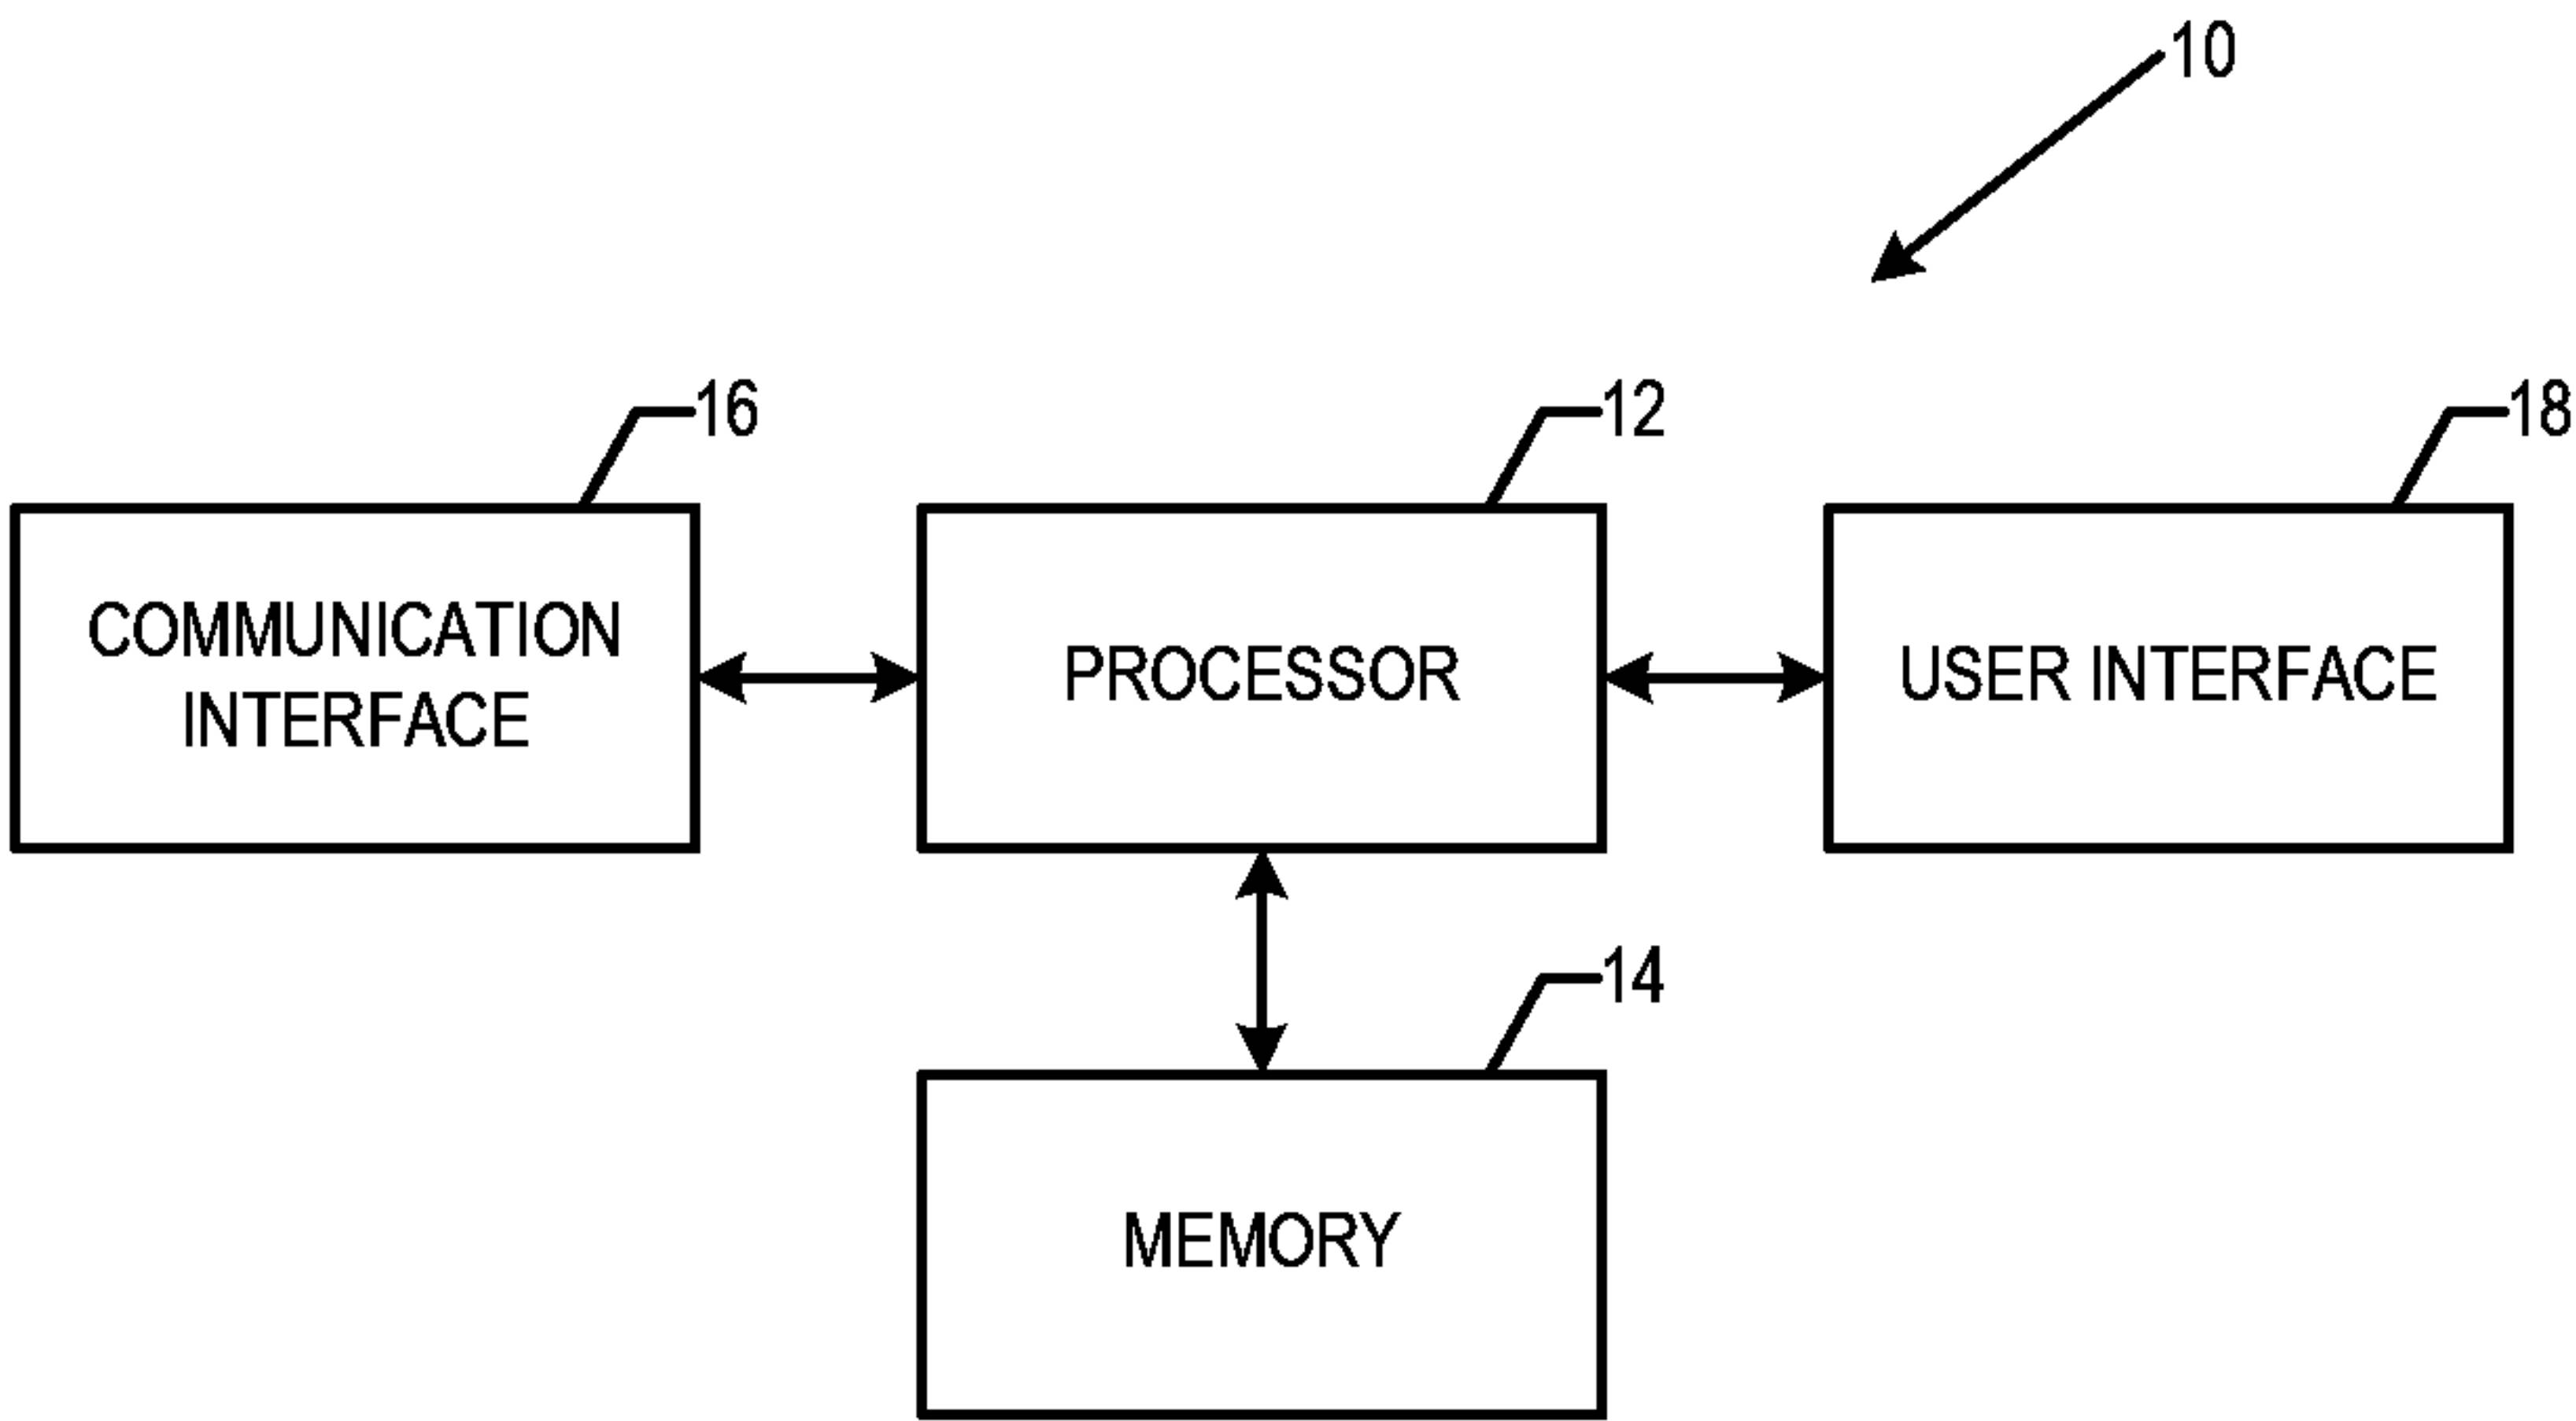 10
16
12
18
COMMUNICATION
INTERFACE
PROCESSOR
USER INTERFACE
14
MEMORY